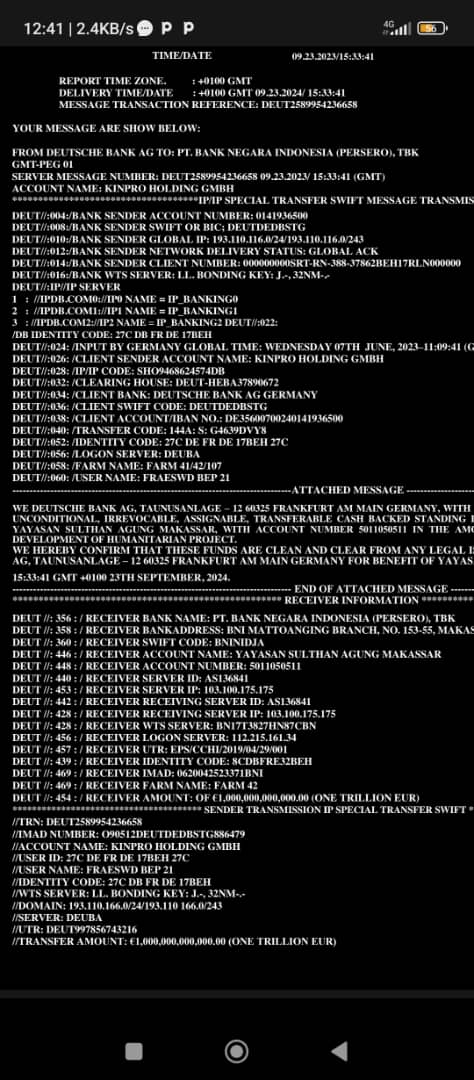 12:41 | 2.4KB/s P P 4G 56
TIME/DATE 09.23.2023/15:33:41
REPORT TIME ZONE. : +0100 GMT
DELIVERY TIME/DATE : +0100 GMT 09.23.2024/ 15:33:41
MESSAGE TRANSACTION REFERENCE: DEUT2589954236658
YOUR MESSAGE ARE SHOW BELOW:
FROM DEUTSCHE BANK AG TO: PT. BANK NEGARA INDONESIA (PERSERO), TBK
GMT-PEG 01
SERVER MESSAGE NUMBER: DEUT2589954236658 09.23.2023/ 15:33:41 (GMT)
ACCOUNT NAME: KINPRO HOLDING GMBH
***********************************IP/IP SPECIAL TRANSFER SWIFT MESSAGE TRANSMIS
DEUT//:004:/BANK SENDER ACCOUNT NUMBER: 0141936500
DEUT//:008:/BANK SENDER SWIFT OR BIC; DEUTDEDBSTG
DEUT//:010:/BANK SENDER GLOBAL IP: 193.110.116.0/24/193.110.116.0/243
DEUT//:012:/BANK SENDER NETWORK DELIVERY STATUS: GLOBAL ACK
DEUT//:014:/BANK SENDER CLIENT NUMBER: 000000000SRT-RN-388-37862BEH17RLN000000
DEUT//:016:/BANK WTS SERVER: LL. BONDING KEY: J.-, 32NM-.-
DEUT//:IP//IP SERVER
1 : //IPDB.COM0://IP0 NAME = IP_BANKING0
2 : //IPDB.COM1://IP1 NAME = IP_BANKING1
3 : //IPDB.COM2://IP2 NAME = IP_BANKING2 DEUT//:022:
/DB IDENTITY CODE: 27C DB FR DE 17BEH
DEUT//:024: /INPUT BY GERMANY GLOBAL TIME: WEDNESDAY 07TH JUNE, 2023–11:09:41 (G
DEUT//:026: /CLIENT SENDER ACCOUNT NAME: KINPRO HOLDING GMBH
DEUT//:028: /IP/IP CODE: SHO9468624574DB
DEUT//:032: /CLEARING HOUSE: DEUT-HEBA37890672
DEUT//:034: /CLIENT BANK: DEUTSCHE BANK AG GERMANY
DEUT//:036: /CLIENT SWIFT CODE: DEUTDEDBSTG
DEUT//:038: /CLIENT ACCOUNT/IBAN NO.: DE35600700240141936500
DEUT//:040: /TRANSFER CODE: 144A: S: G4639DVY8
DEUT//:052: /IDENTITY CODE: 27C DE FR DE 17BEH 27C
DEUT//:056: /LOGON SERVER: DEUBA
DEUT//:058: /FARM NAME: FARM 41/42/107
DEUT//:060: /USER NAME: FRAESWD BEP 21
--------------------------------------------------------------------------------ATTACHED MESSAGE --------------------
WE DEUTSCHE BANK AG, TAUNUSANLAGE – 12 60325 FRANKFURT AM MAIN GERMANY, WITH
UNCONDITIONAL, IRREVOCABLE, ASSIGNABLE, TRANSFERABLE CASH BACKED STANDING I
YAYASAN SULTHAN AGUNG MAKASSAR, WITH ACCOUNT NUMBER 5011050511 IN THE AMO
DEVELOPMENT OF HUMANITARIAN PROJECT.
WE HEREBY CONFIRM THAT THESE FUNDS ARE CLEAN AND CLEAR FROM ANY LEGAL I
AG, TAUNUSANLAGE – 12 60325 FRANKFURT AM MAIN GERMANY FOR BENEFIT OF YAYAS
15:33:41 GMT +0100 23TH SEPTEMBER, 2024.
-------------------------------------------------------------------------------- END OF ATTACHED MESSAGE -------
************************************************** RECEIVER INFORMATION **********
DEUT //: 356 : / RECEIVER BANK NAME: PT. BANK NEGARA INDONESIA (PERSERO), TBK
DEUT //: 358 : / RECEIVER BANKADDRESS: BNI MATTOANGING BRANCH, NO. 153-55, MAKAS
DEUT //: 360 : / RECEIVER SWIFT CODE: BNINIDJA
DEUT //: 446 : / RECEIVER ACCOUNT NAME: YAYASAN SULTHAN AGUNG MAKASSAR
DEUT //: 448 : / RECEIVER ACCOUNT NUMBER: 5011050511
DEUT //: 440 : / RECEIVER SERVER ID: AS136841
DEUT //: 453 : / RECEIVER SERVER IP: 103.100.175.175
DEUT //: 442 : / RECEIVER RECEIVING SERVER ID: AS136841
DEUT //: 428 : / RECEIVER RECEIVING SERVER IP: 103.100.175.175
DEUT //: 428 : / RECEIVER WTS SERVER: BN17T3827HN87CBN
DEUT //: 456 : / RECEIVER LOGON SERVER: 112.215.161.34
DEUT //: 457 : / RECEIVER UTR: EPS/CCHI/2019/04/29/001
DEUT //: 439 : / RECEIVER IDENTITY CODE: 8CDBFRE32BEH
DEUT //: 469 : / RECEIVER IMAD: 0620042523371BNI
DEUT //: 469 : / RECEIVER FARM NAME: FARM 42
DEUT //: 454 : / RECEIVER AMOUNT: OF €1,000,000,000,000.00 (ONE TRILLION EUR)
**************************************** SENDER TRANSMISSION IP SPECIAL TRANSFER SWIFT *
//TRN: DEUT2589954236658
//IMAD NUMBER: O90512DEUTDEDBSTG886479
//ACCOUNT NAME: KINPRO HOLDING GMBH
//USER ID: 27C DE FR DE 17BEH 27C
//USER NAME: FRAESWD BEP 21
//IDENTITY CODE: 27C DB FR DE 17BEH
//WTS SERVER: LL. BONDING KEY: J.-, 32NM-.-
//DOMAIN: 193.110.166.0/24/193.110 166.0/243
//SERVER: DEUBA
//UTR: DEUT997856743216
//TRANSFER AMOUNT: €1,000,000,000,000.00 (ONE TRILLION EUR)